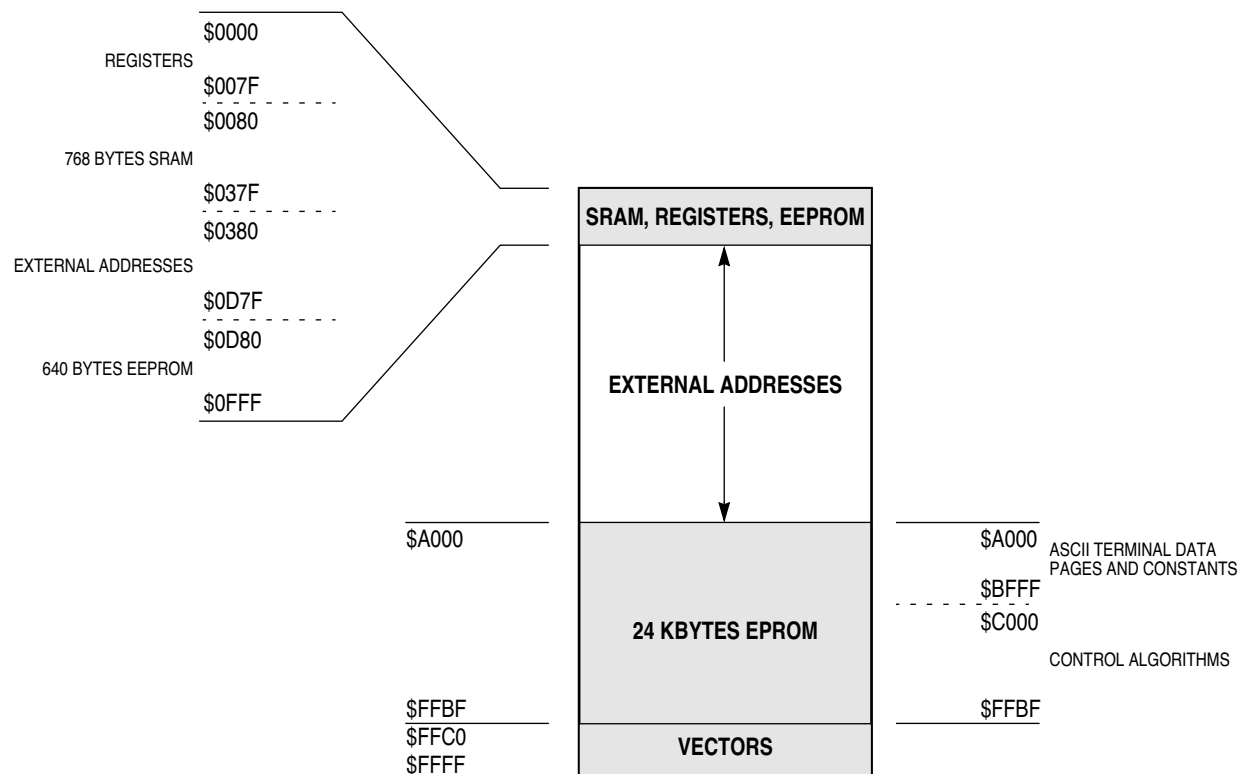 $0000
REGISTERS
$007F
$0080
768 BYTES SRAM
$037F
$0380
EXTERNAL ADDRESSES
$0D7F
$0D80
640 BYTES EEPROM
$0FFF
SRAM, REGISTERS, EEPROM
EXTERNAL ADDRESSES
$A000
24 KBYTES EPROM
$FFBF
$FFC0
$FFFF
VECTORS
$A000
ASCII TERMINAL DATA
PAGES AND CONSTANTS
$BFFF
$C000
CONTROL ALGORITHMS
$FFBF